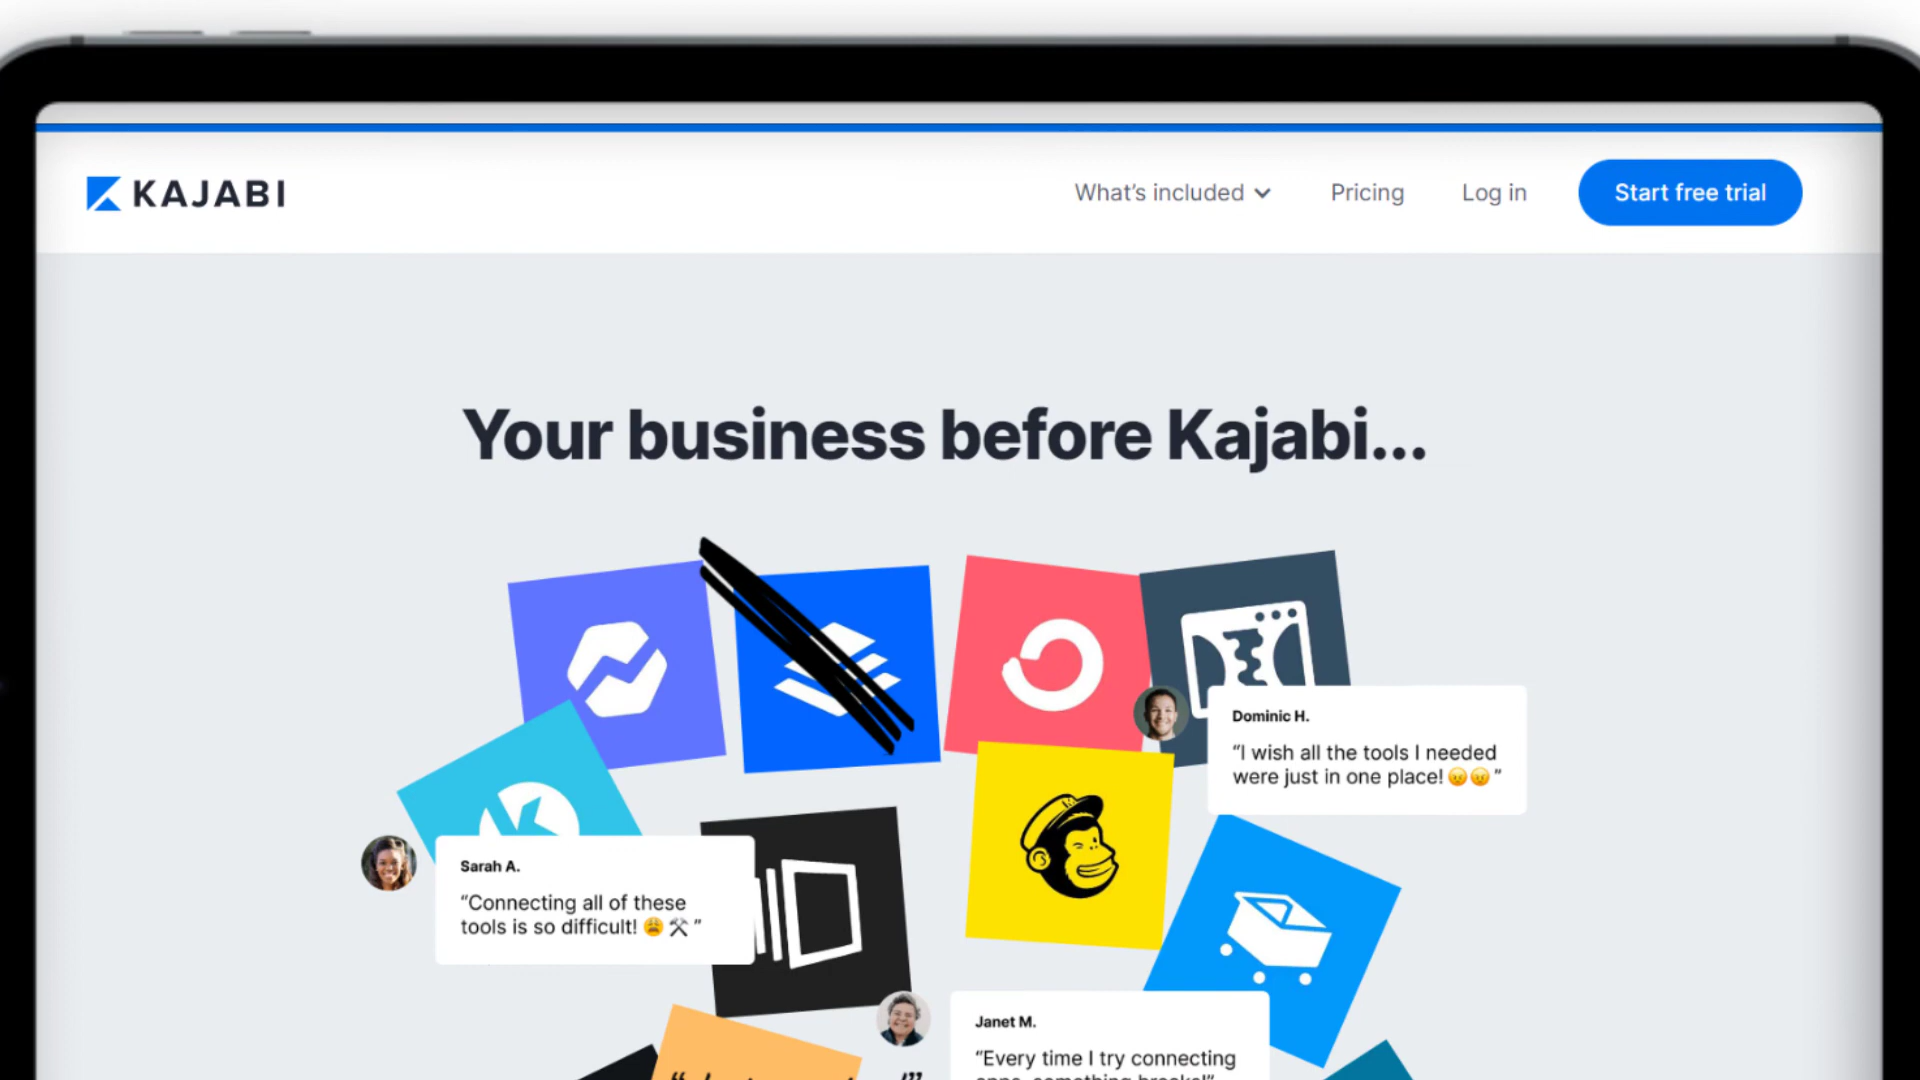 KAJABI
What's included
Pricing
Log in
Start free trial
Your business before Kajabi...
Dominic H.
“I wish all the tools I needed
were just in one place! 😠😠”
Sarah A.
“Connecting all of these
tools is so difficult! 😩⚒️”
Janet M.
“Every time I try connecting